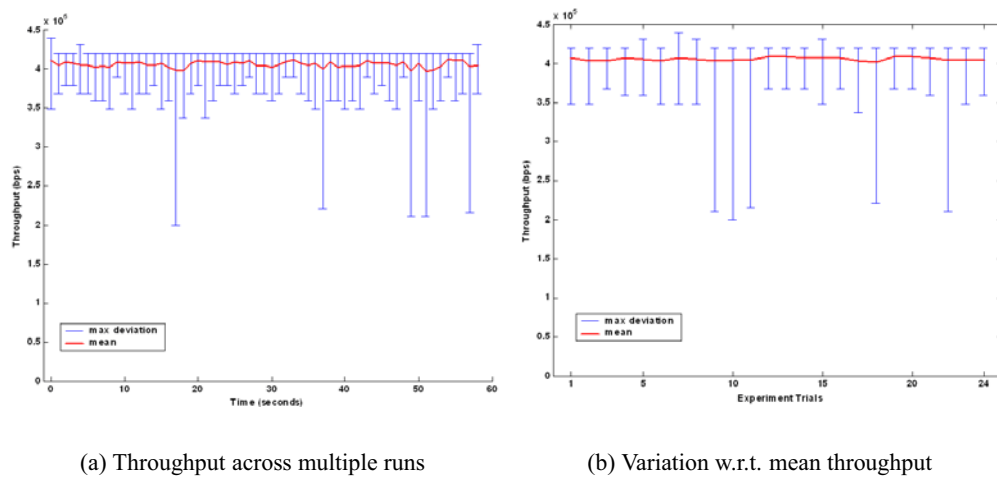 x 10^5
4.5
4
3.5
3
2.5
2
1.5
1
0.5
0
Throughput (bps)
max deviation
mean
0 10 20 30 40 50 60
Time (seconds)
(a) Throughput across multiple runs
x 10^5
4.5
4
3.5
3
2.5
2
1.5
1
0.5
0
Throughput (bps)
max deviation
mean
1 5 10 15 20 24
Experiment Trials
(b) Variation w.r.t. mean throughput